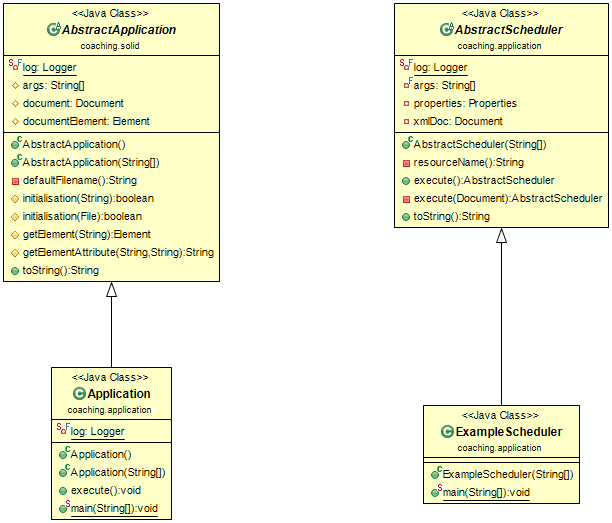 <<Java Class>>
AbstractApplication
coaching.solid
log: Logger
args: String[]
document: Document
documentElement: Element
AbstractApplication()
AbstractApplication(String[])
defaultFilename():String
initialisation(String):boolean
initialisation(File):boolean
getElement(String):Element
getElementAttribute(String,String):String
toString():String
<<Java Class>>
Application
coaching.application
log: Logger
Application()
Application(String[])
execute():void
main(String[]):void
<<Java Class>>
AbstractScheduler
coaching.application
log: Logger
args: String[]
properties: Properties
xmlDoc: Document
AbstractScheduler(String[])
resourceName():String
execute():AbstractScheduler
execute(Document):AbstractScheduler
toString():String
<<Java Class>>
ExampleScheduler
coaching.application
ExampleScheduler(String[])
main(String[]):void